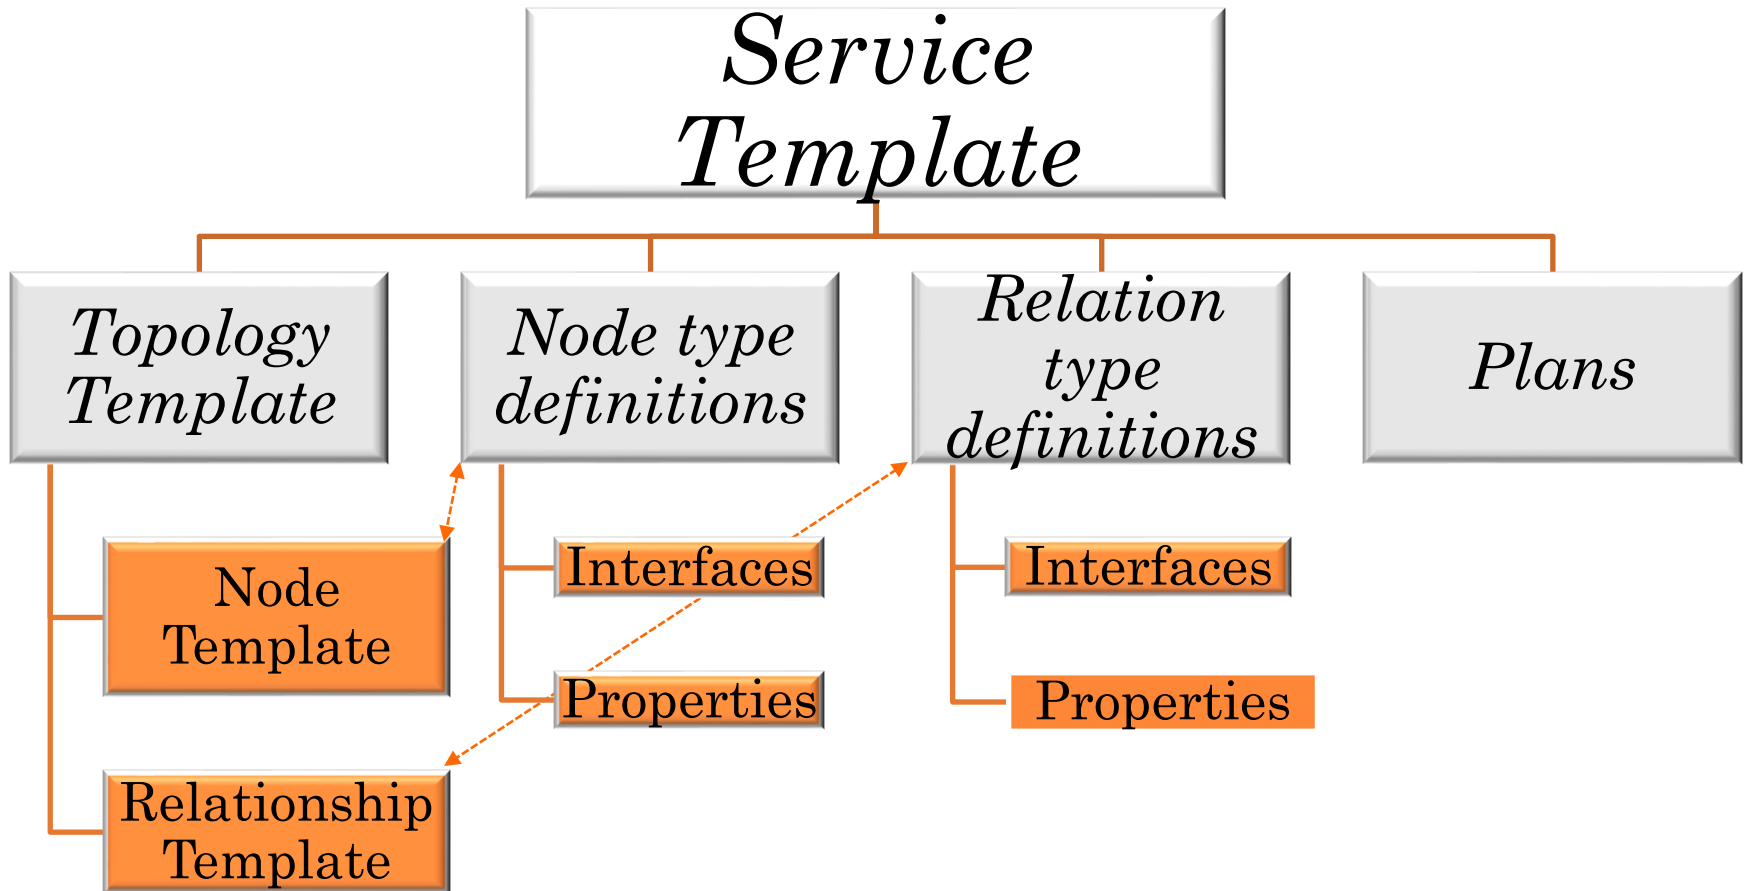 Service
Template
Topology
Template
Node type
definitions
Relation
type
definitions
Plans
Node
Template
Relationship
Template
Interfaces
Properties
Interfaces
Properties